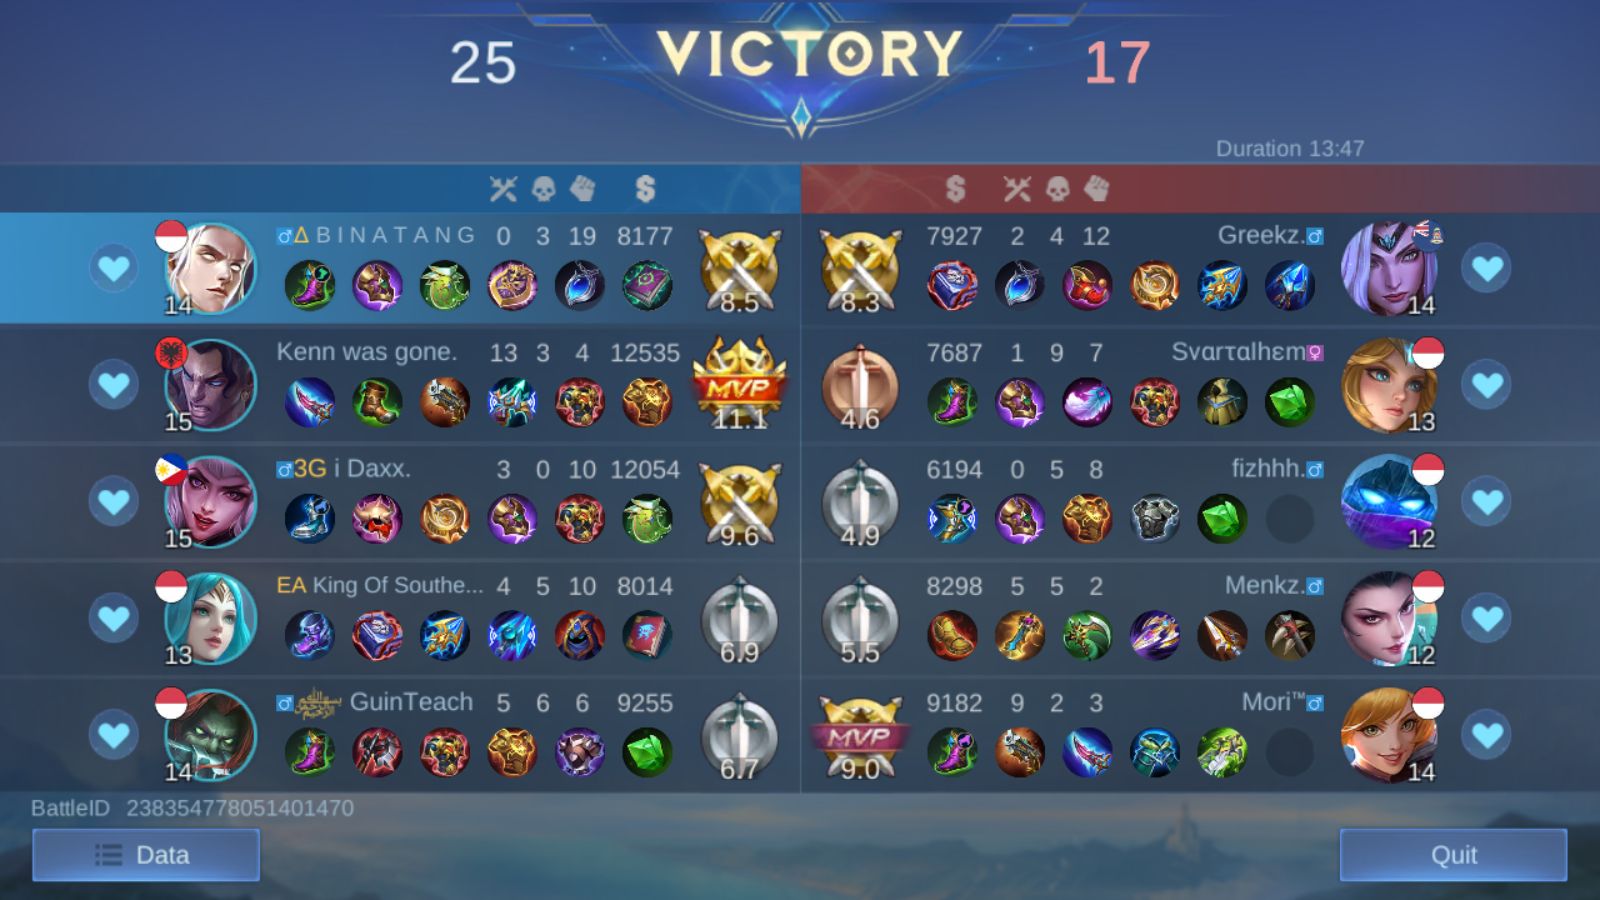 25 VICTORY 17
Duration 13:47
♂Δ B I N A T A N G 0 3 19 8177
14 8.5
7927 2 4 12 Greekz.♂
8.3 14
Kenn was gone. 13 3 4 12535
15 MVP 11.1
7687 1 9 7 Svαrταlhεm♀
4.6 13
♂3G i Daxx. 3 0 10 12054
15 9.6
6194 0 5 8 fizhhh.♂
4.9 12
EA King Of Southe... 4 5 10 8014
13 6.9
8298 5 5 2 Menkz.♂
5.5 12
♂﷽ GuinTeach 5 6 6 9255
14 6.7
9182 9 2 3 Mori™♂
MVP 9.0 14
BattleID 238354778051401470
Data Quit